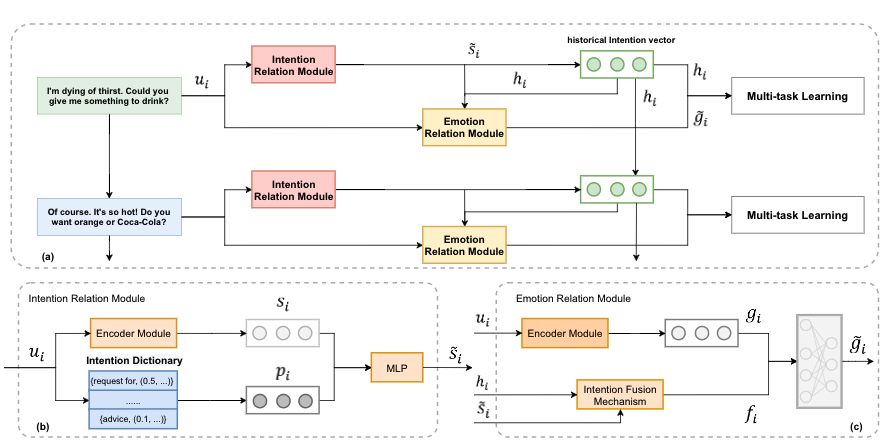 historical Intention vector
Intention
Relation Module
s̃ᵢ
hᵢ
uᵢ
I'm dying of thirst. Could you
give me something to drink?
hᵢ
hᵢ
Multi-task Learning
Emotion
Relation Module
g̃ᵢ
Intention
Relation Module
Of course. It's so hot! Do you
want orange or Coca-Cola?
Multi-task Learning
Emotion
Relation Module
(a)
Intention Relation Module
sᵢ
Encoder Module
uᵢ
Intention Dictionary
{request for, (0.5, ...)}
......
{advice, (0.1, ...)}
pᵢ
MLP
s̃ᵢ
(b)
Emotion Relation Module
uᵢ
Encoder Module
gᵢ
hᵢ
s̃ᵢ
Intention Fusion
Mechanism
fᵢ
g̃ᵢ
(c)